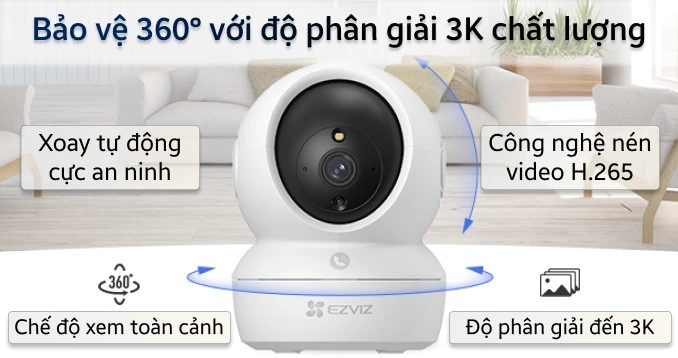 Bảo vệ 360° với độ phân giải 3K chất lượng
Xoay tự động
cực an ninh
Công nghệ nén
video H.265
360°
EZVIZ
Chế độ xem toàn cảnh
Độ phân giải đến 3K